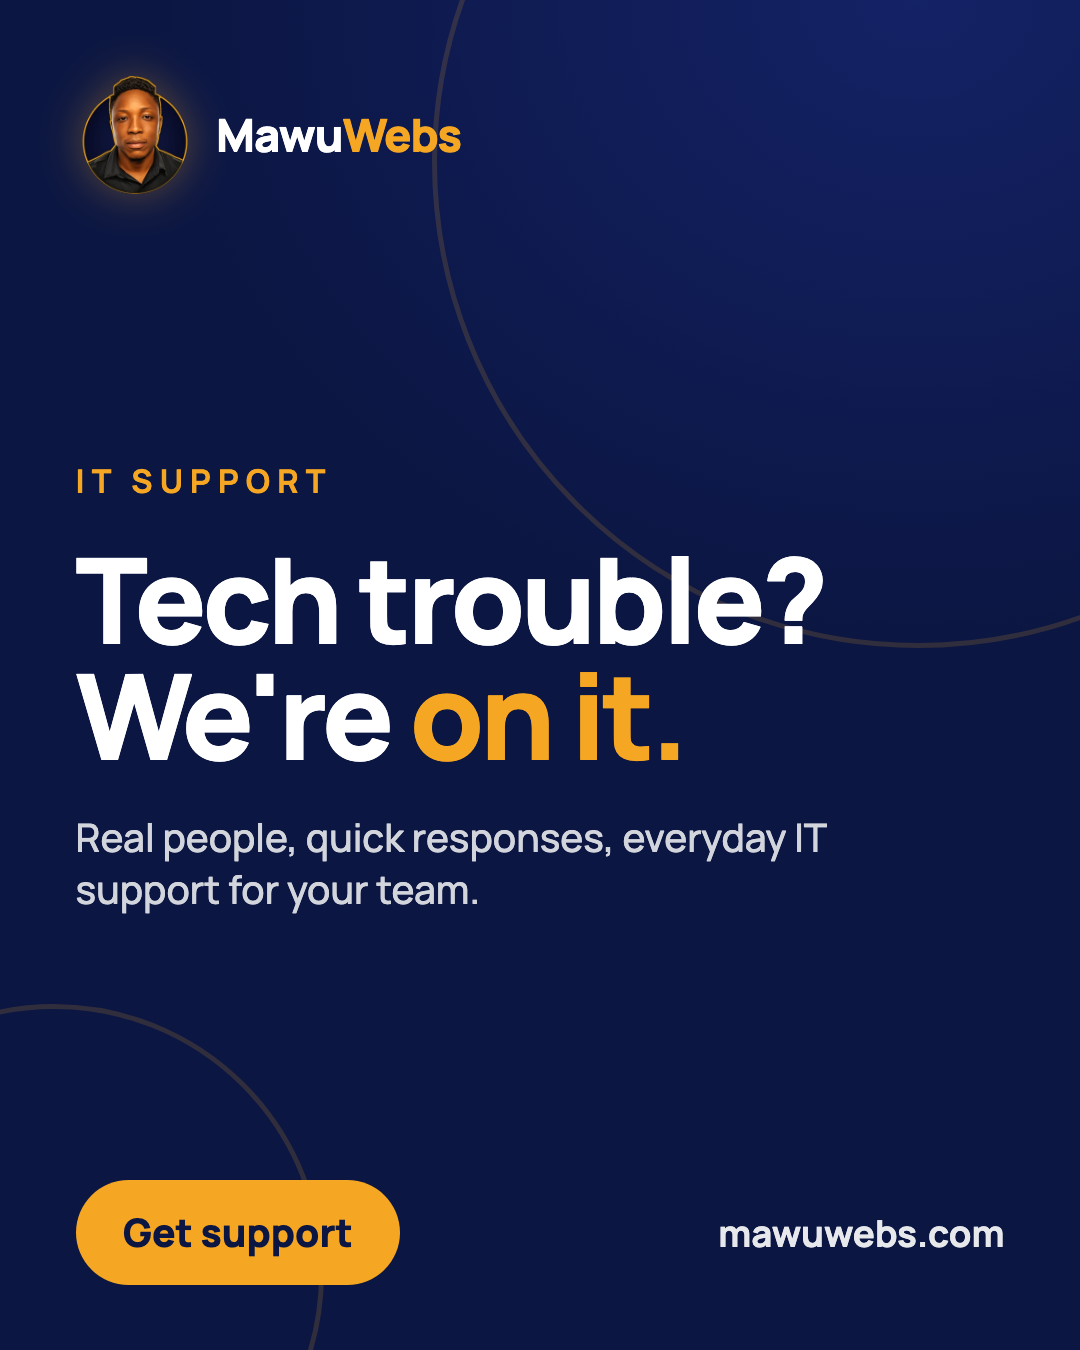 MawuWebs
IT SUPPORT
Tech trouble?
We're on it.
Real people, quick responses, everyday IT
support for your team.
Get support
mawuwebs.com